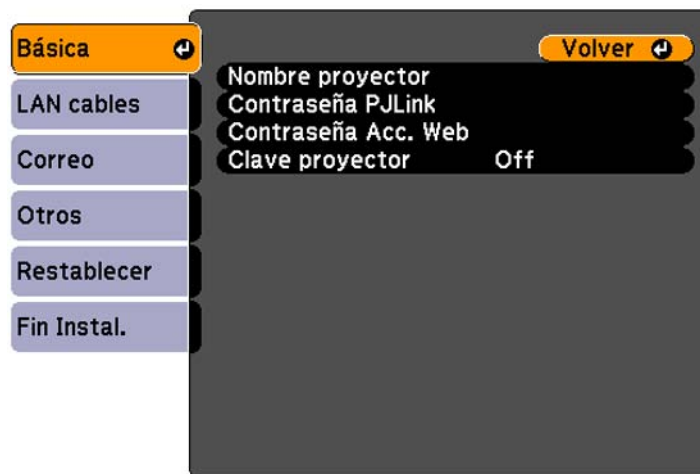 Básica
LAN cables
Correo
Otros
Restablecer
Fin Instal.
Volver
Nombre proyector
Contraseña PJLink
Contraseña Acc. Web
Clave proyector Off